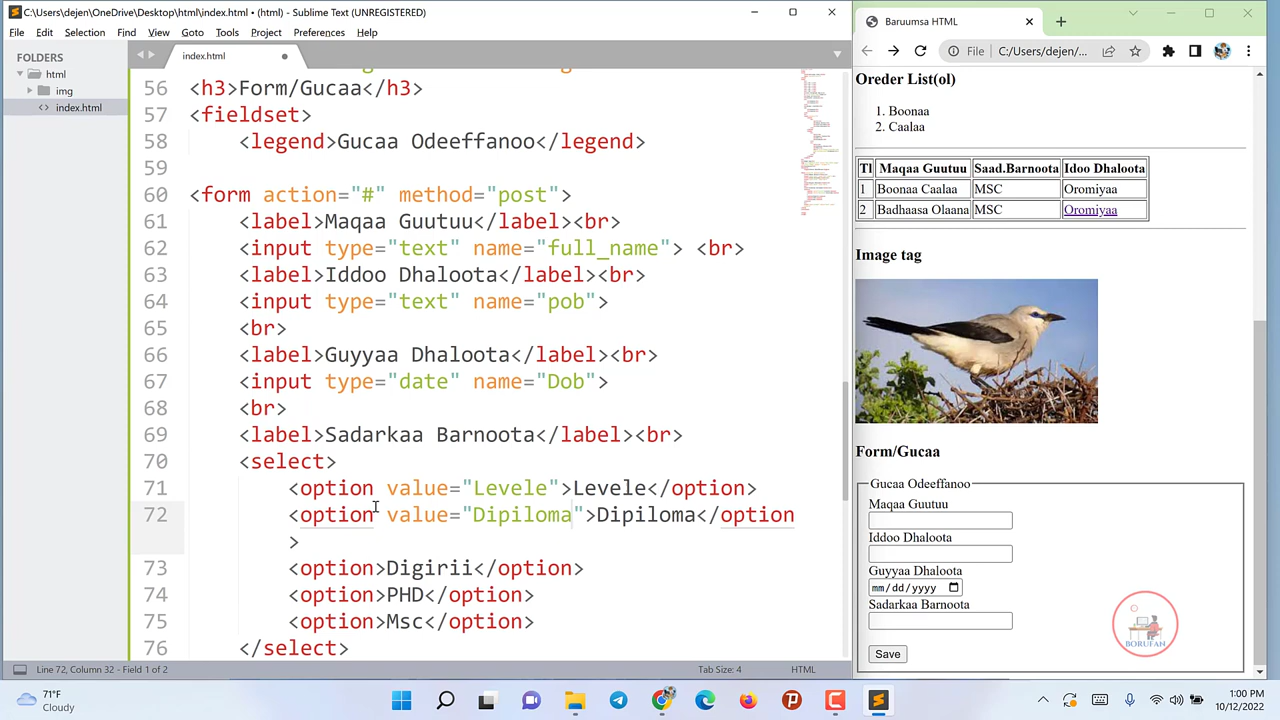 C:\Users\dejen\OneDrive\Desktop\html\index.html • (html) - Sublime Text (UNREGISTERED)
File Edit Selection Find View Goto Tools Project Preferences Help
FOLDERS
html
img
index.html
index.html
56 <h3>Form/Gucaa</h3>
57 <fieldset>
58 <legend>Gucaa Odeeffanoo</legend>
59
60 <form action="#" method="post">
61 <label>Maqaa Guutuu</label><br>
62 <input type="text" name="full_name"> <br>
63 <label>Iddoo Dhaloota</label><br>
64 <input type="text" name="pob">
65 <br>
66 <label>Guyyaa Dhaloota</label><br>
67 <input type="date" name="Dob">
68 <br>
69 <label>Sadarkaa Barnoota</label><br>
70 <select>
71 <option value="Levele">Levele</option>
72 <option value="Dipiloma">Dipiloma</option
>
73 <option>Digirii</option>
74 <option>PHD</option>
75 <option>Msc</option>
76 </select>
Line 72, Column 32 - Field 1 of 2
Tab Size: 4
HTML
Baruumsa HTML
File C:/Users/dejen/...
Oreder List(ol)
1. Boonaa
2. Caalaa
Tl Maqaa Guutuu Sad.Barnoota Id.Dhaloota
2 Badhaasa Olaana MSC Oromiyaa
Image tag
Form/Gucaa
Gucaa Odeeffanoo
Maqaa Guutuu
Iddoo Dhaloota
Guyyaa Dhaloota
mm/dd/yyyy
Sadarkaa Barnoota
Save
BORUFAN
71°F
Cloudy
1:00 PM
10/12/2022